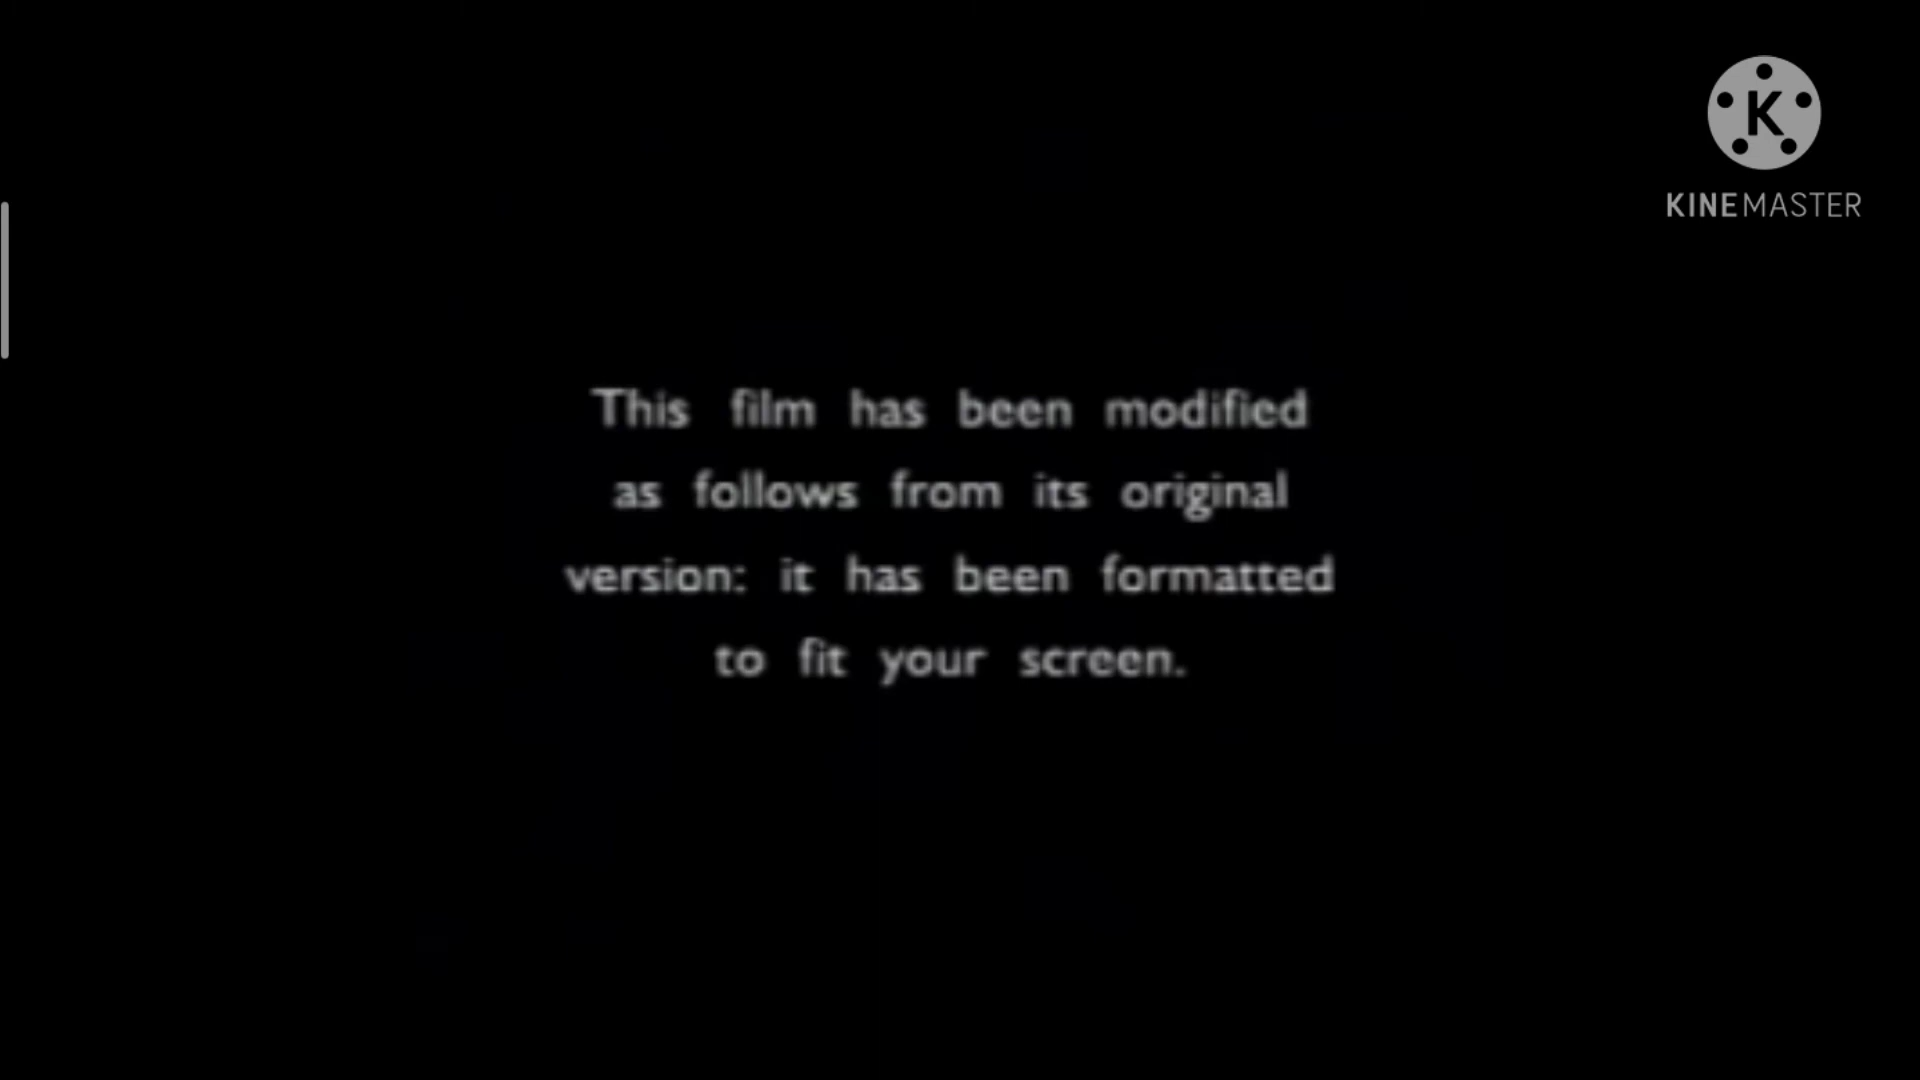 K
KINEMASTER
This film has been modified
as follows from its original
version: it has been formatted
to fit your screen.